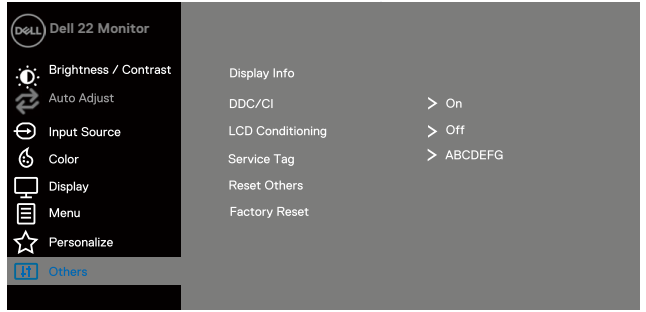 DELL Dell 22 Monitor
Brightness / Contrast
Auto Adjust
Input Source
Color
Display
Menu
Personalize
Others
Display Info
DDC/CI > On
LCD Conditioning > Off
Service Tag > ABCDEFG
Reset Others
Factory Reset